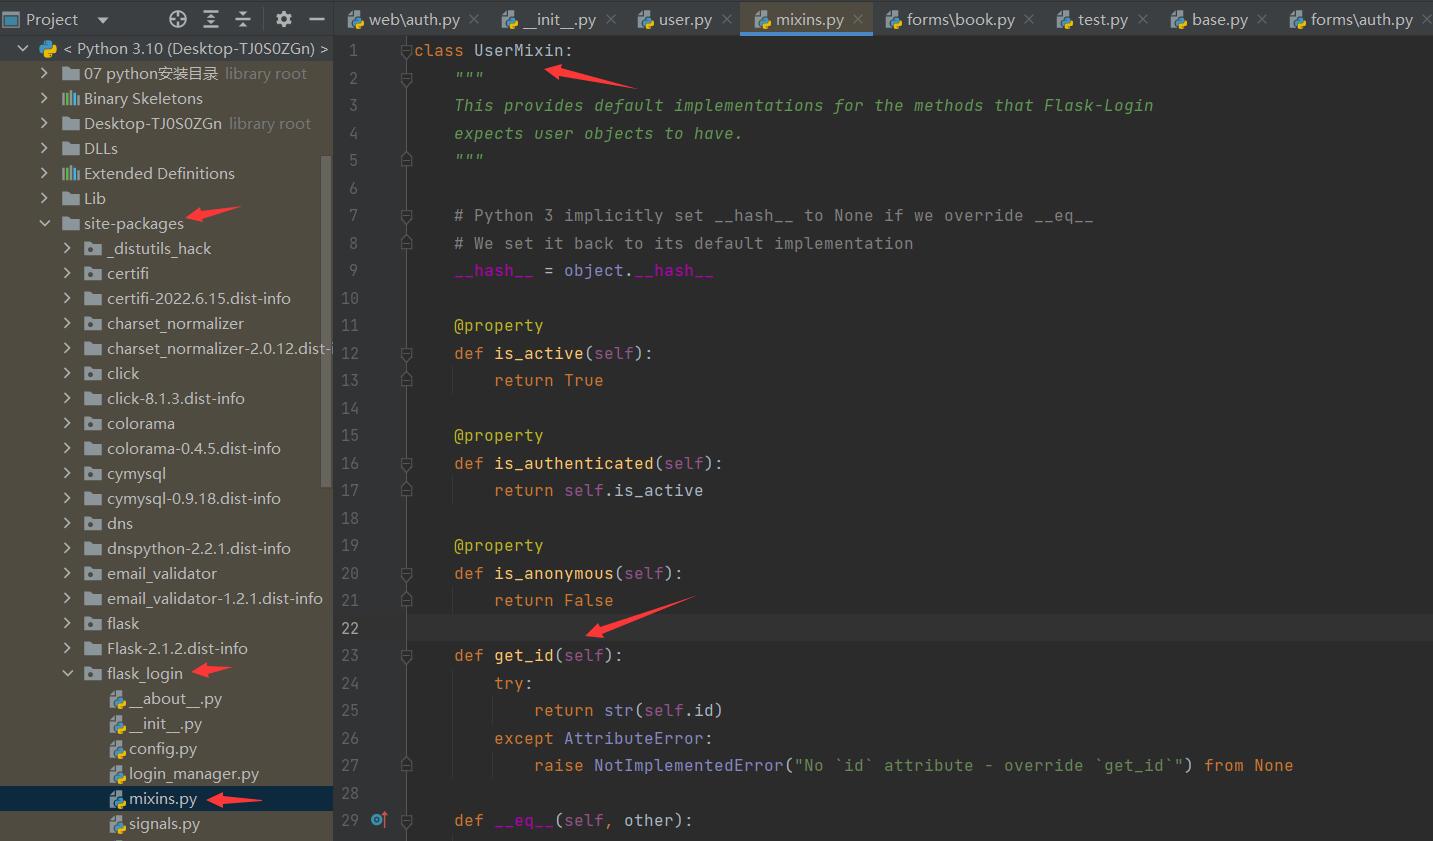 Project
web\auth.py
__init__.py
user.py
mixins.py
forms\book.py
test.py
base.py
forms\auth.py
< Python 3.10 (Desktop-TJ0S0ZGn) >
07 python安装目录 library root
Binary Skeletons
Desktop-TJ0S0ZGn library root
DLLs
Extended Definitions
Lib
site-packages
_distutils_hack
certifi
certifi-2022.6.15.dist-info
charset_normalizer
charset_normalizer-2.0.12.dist-i
click
click-8.1.3.dist-info
colorama
colorama-0.4.5.dist-info
cymysql
cymysql-0.9.18.dist-info
dns
dnspython-2.2.1.dist-info
email_validator
email_validator-1.2.1.dist-info
flask
Flask-2.1.2.dist-info
flask_login
__about__.py
__init__.py
config.py
login_manager.py
mixins.py
signals.py
1 class UserMixin:
2 """
3 This provides default implementations for the methods that Flask-Login
4 expects user objects to have.
5 """
6
7 # Python 3 implicitly set __hash__ to None if we override __eq__
8 # We set it back to its default implementation
9 __hash__ = object.__hash__
10
11 @property
12 def is_active(self):
13 return True
14
15 @property
16 def is_authenticated(self):
17 return self.is_active
18
19 @property
20 def is_anonymous(self):
21 return False
22
23 def get_id(self):
24 try:
25 return str(self.id)
26 except AttributeError:
27 raise NotImplementedError("No `id` attribute - override `get_id`") from None
28
29 def __eq__(self, other):